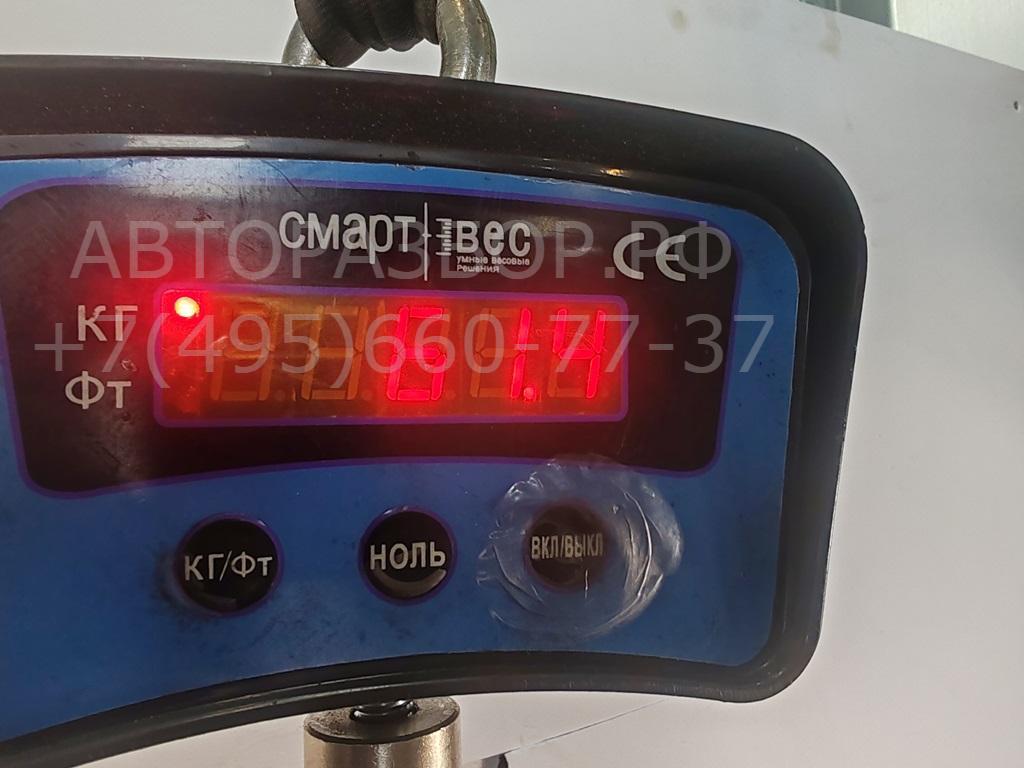 смарт вес
умные весовые
Решения
CE
АВТОРАЗБОР.РФ
+7(495)660-77-37
КГ
ФТ
61.4
КГ/ФТ
НОЛЬ
ВКЛ/ВЫКЛ